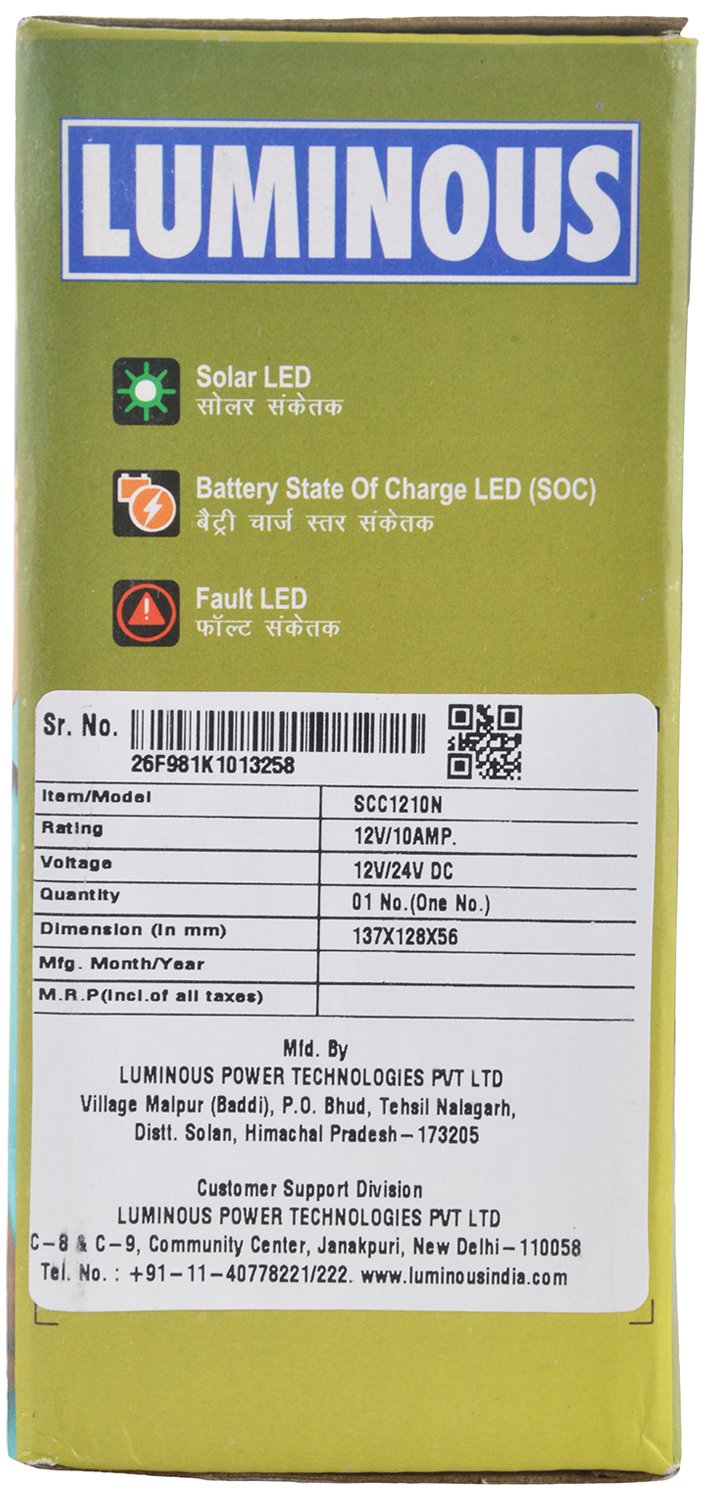 LUMINOUS
Solar LED
सोलर संकेतक
Battery State Of Charge LED (SOC)
बैट्री चार्ज स्तर संकेतक
Fault LED
फॉल्ट संकेतक
Sr. No.
26F981K1013258
Item/Model SCC1210N
Rating 12V/10AMP.
Voltage 12V/24V DC
Quantity 01 No.(One No.)
Dimension (In mm) 137X128X56
Mfg. Month/Year
M.R.P(Incl.of all taxes)
Mfd. By
LUMINOUS POWER TECHNOLOGIES PVT LTD
Village Malpur (Baddi), P.O. Bhud, Tehsil Nalagarh,
Distt. Solan, Himachal Pradesh-173205
Customer Support Division
LUMINOUS POWER TECHNOLOGIES PVT LTD
C-8 & C-9, Community Center, Janakpuri, New Delhi-110058
Tel. No. : +91-11-40778221/222. www.luminousindia.com